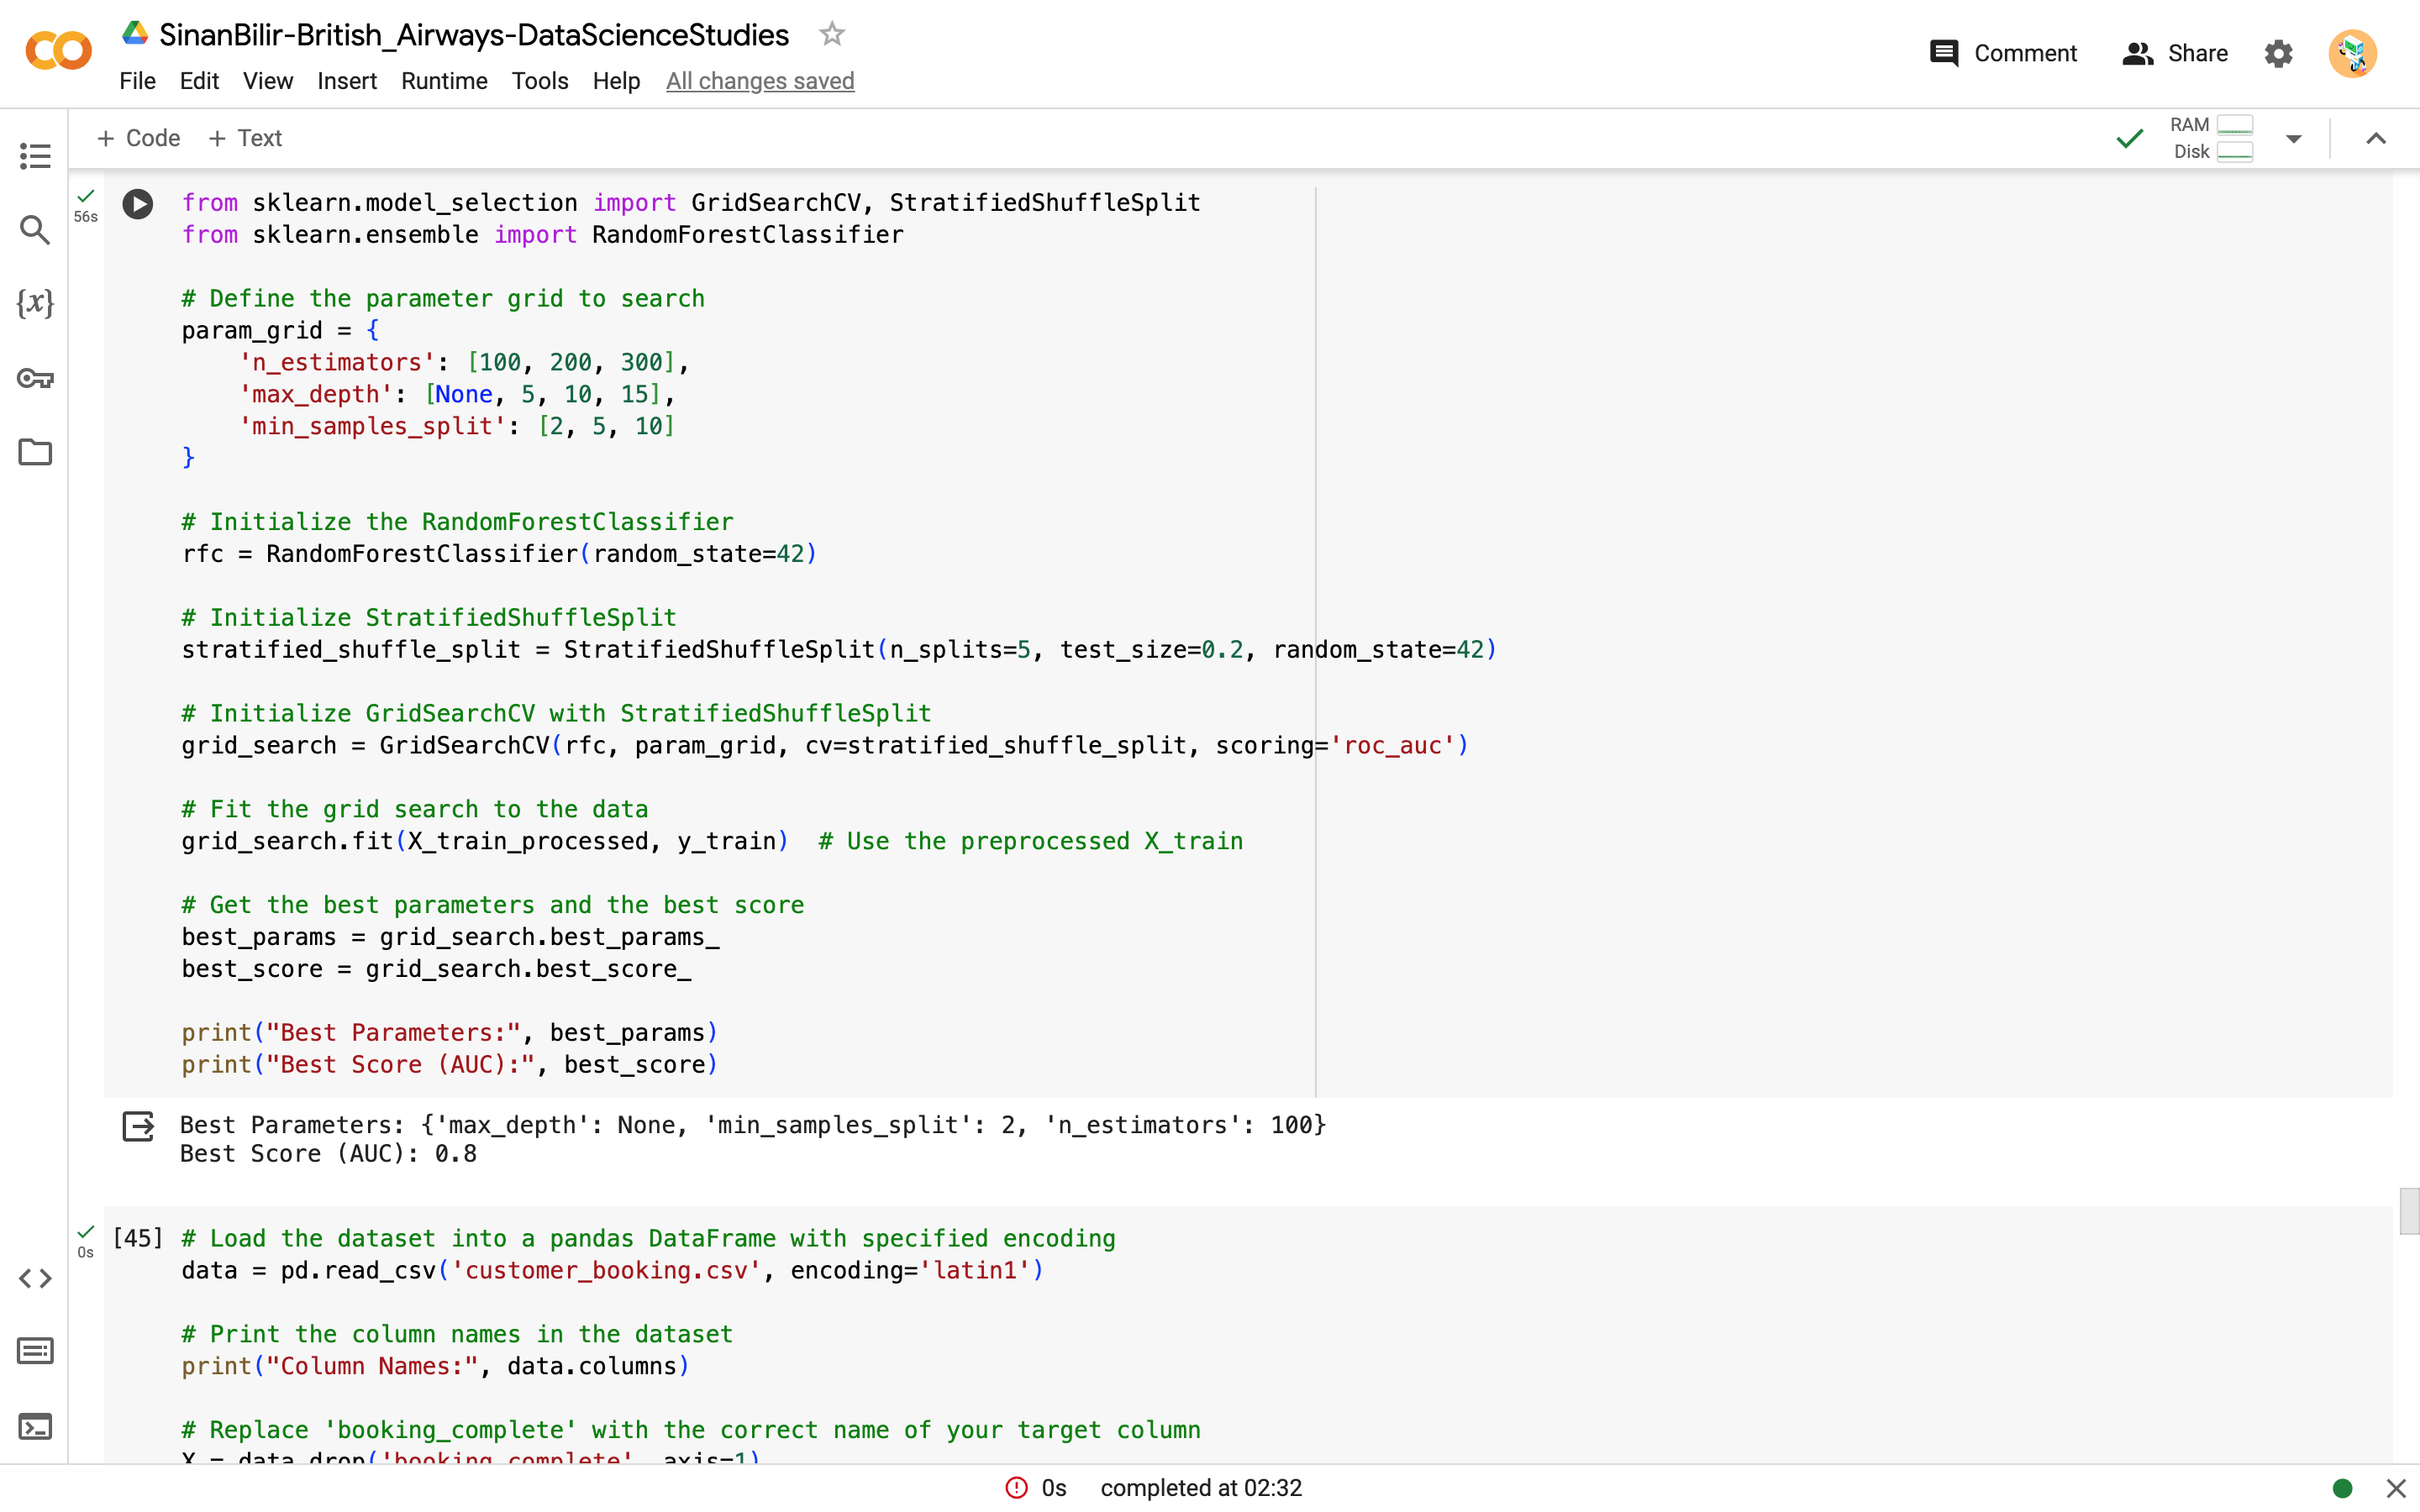 SinanBilir-British_Airways-DataScienceStudies
File Edit View Insert Runtime Tools Help All changes saved
Comment Share
+ Code + Text
RAM
Disk
56s
from sklearn.model_selection import GridSearchCV, StratifiedShuffleSplit
from sklearn.ensemble import RandomForestClassifier
# Define the parameter grid to search
param_grid = {
    'n_estimators': [100, 200, 300],
    'max_depth': [None, 5, 10, 15],
    'min_samples_split': [2, 5, 10]
}
# Initialize the RandomForestClassifier
rfc = RandomForestClassifier(random_state=42)
# Initialize StratifiedShuffleSplit
stratified_shuffle_split = StratifiedShuffleSplit(n_splits=5, test_size=0.2, random_state=42)
# Initialize GridSearchCV with StratifiedShuffleSplit
grid_search = GridSearchCV(rfc, param_grid, cv=stratified_shuffle_split, scoring='roc_auc')
# Fit the grid search to the data
grid_search.fit(X_train_processed, y_train)  # Use the preprocessed X_train
# Get the best parameters and the best score
best_params = grid_search.best_params_
best_score = grid_search.best_score_
print("Best Parameters:", best_params)
print("Best Score (AUC):", best_score)
Best Parameters: {'max_depth': None, 'min_samples_split': 2, 'n_estimators': 100}
Best Score (AUC): 0.8
0s
[45] # Load the dataset into a pandas DataFrame with specified encoding
data = pd.read_csv('customer_booking.csv', encoding='latin1')
# Print the column names in the dataset
print("Column Names:", data.columns)
# Replace 'booking_complete' with the correct name of your target column
X = data.drop('booking_complete', axis=1)
0s completed at 02:32